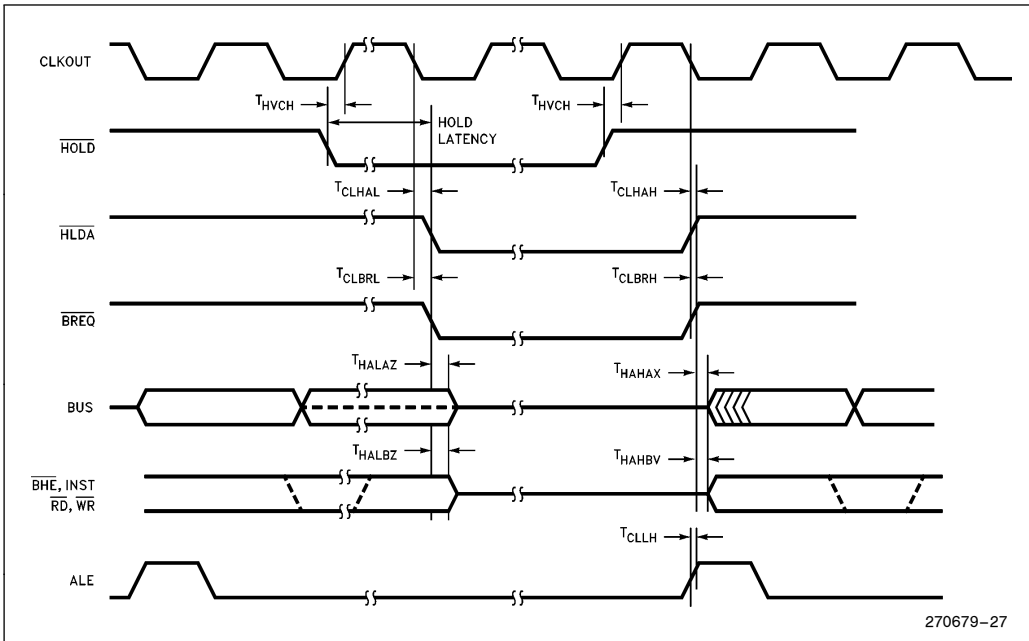 CLKOUT
THVCH
THVCH
HOLD
LATENCY
HOLD
TCLHAL
TCLHAH
HLDA
TCLBRL
TCLBRH
BREQ
THALAZ
THAHAX
BUS
THALBZ
THAHBV
BHE, INST
RD, WR
TCLLH
ALE
270679–27